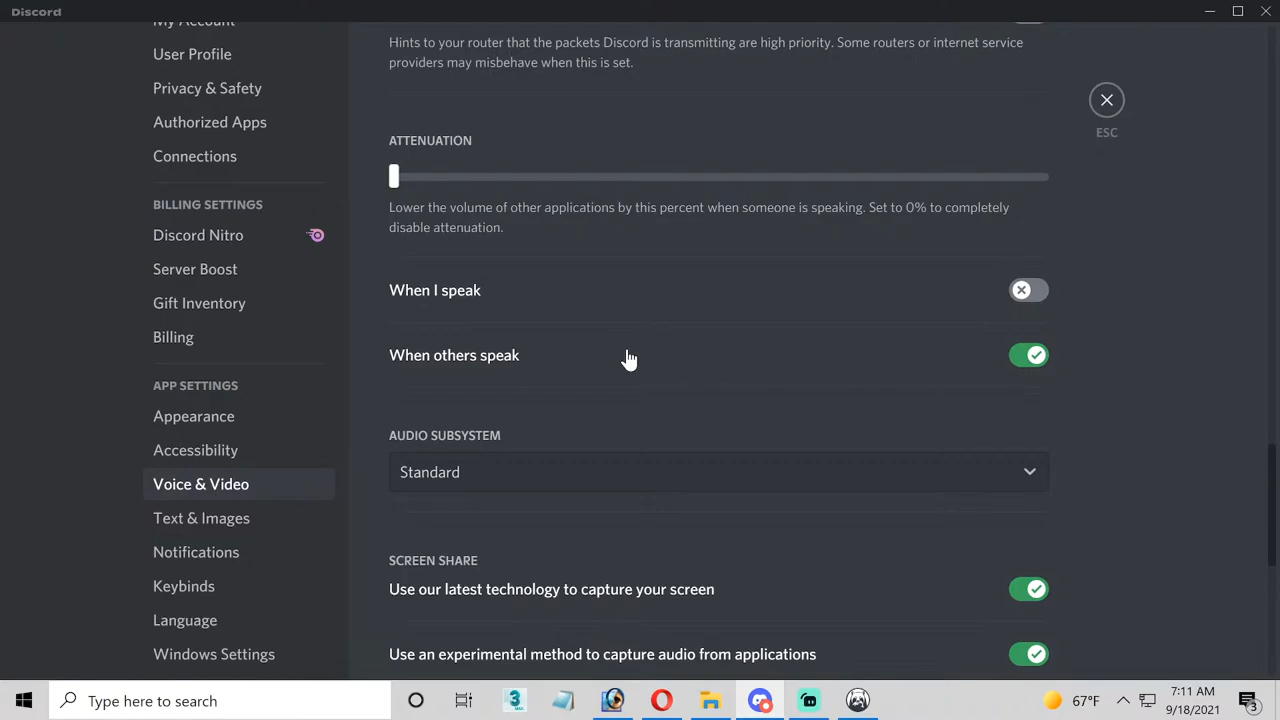 Discord
My Account
User Profile
Privacy & Safety
Authorized Apps
Connections
BILLING SETTINGS
Discord Nitro
Server Boost
Gift Inventory
Billing
APP SETTINGS
Appearance
Accessibility
Voice & Video
Text & Images
Notifications
Keybinds
Language
Windows Settings
Hints to your router that the packets Discord is transmitting are high priority. Some routers or internet service
providers may misbehave when this is set.
ESC
ATTENUATION
Lower the volume of other applications by this percent when someone is speaking. Set to 0% to completely
disable attenuation.
When I speak
When others speak
AUDIO SUBSYSTEM
Standard
SCREEN SHARE
Use our latest technology to capture your screen
Use an experimental method to capture audio from applications
Type here to search
3
67°F
7:11 AM
9/18/2021
3